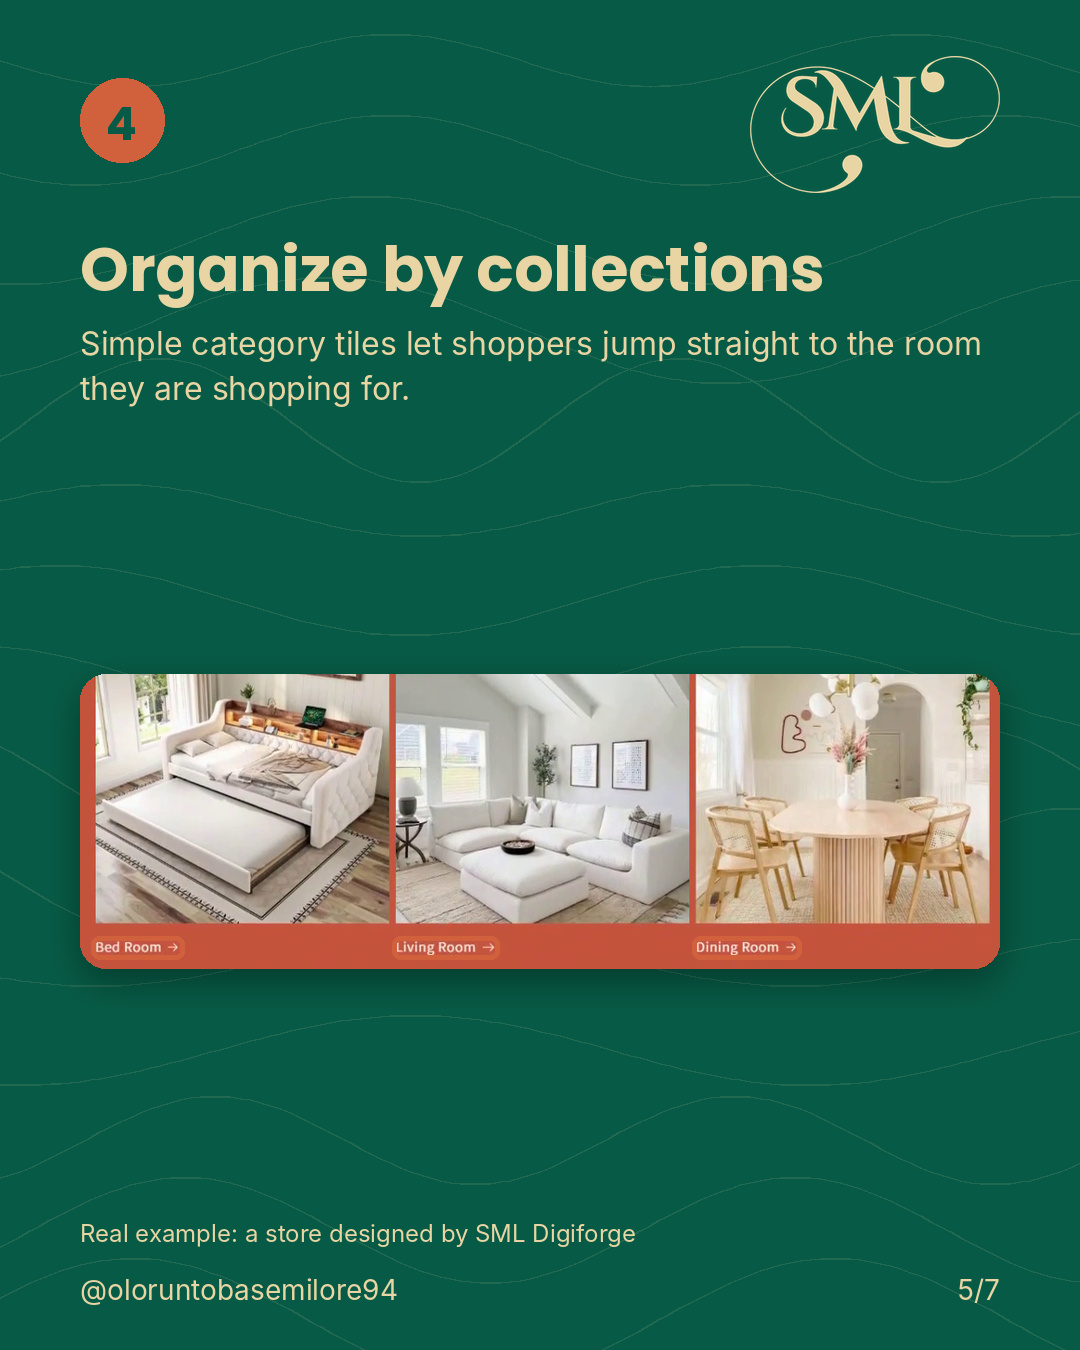 4
SML
Organize by collections
Simple category tiles let shoppers jump straight to the room
they are shopping for.
Bed Room →
Living Room →
Dining Room →
Real example: a store designed by SML Digiforge
@oloruntobasemilore94
5/7